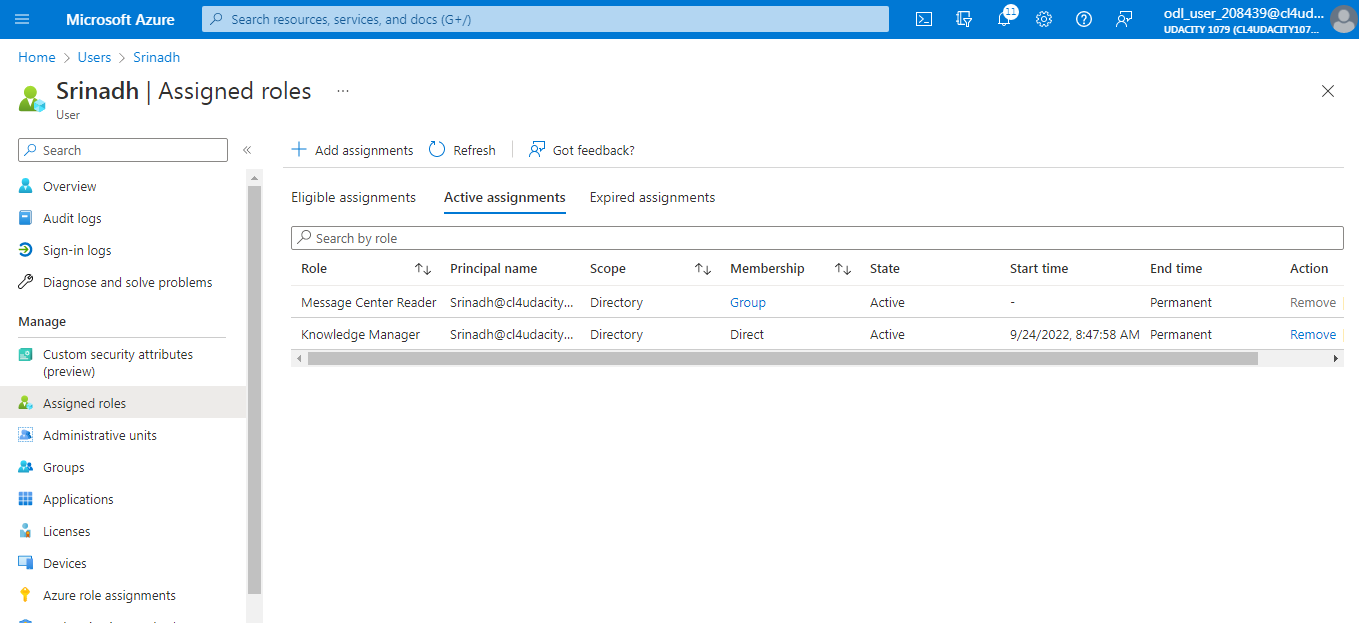 Microsoft Azure
Search resources, services, and docs (G+/)
11
odl_user_208439@cl4ud...
UDACITY 1079 (CL4UDACITY107...
Home > Users > Srinadh
Srinadh | Assigned roles ...
User
Search
«
Add assignments
Refresh
Got feedback?
Overview
Audit logs
Sign-in logs
Diagnose and solve problems
Manage
Custom security attributes
(preview)
Assigned roles
Administrative units
Groups
Applications
Licenses
Devices
Azure role assignments
Eligible assignments Active assignments Expired assignments
Search by role
Role Principal name Scope Membership State Start time End time Action
Message Center Reader Srinadh@cl4udacity... Directory Group Active - Permanent Remove
Knowledge Manager Srinadh@cl4udacity... Directory Direct Active 9/24/2022, 8:47:58 AM Permanent Remove